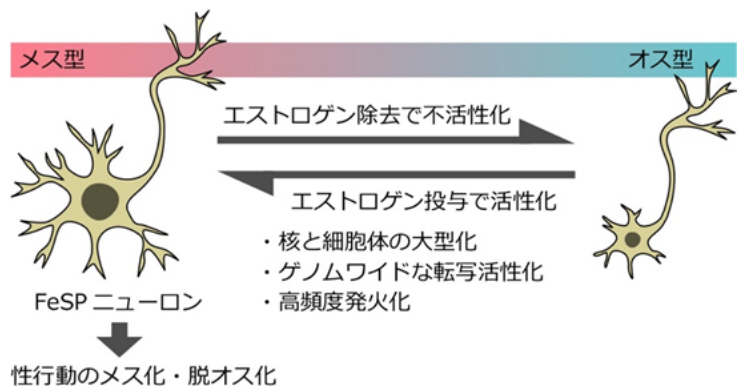 メス型
オス型
エストロゲン除去で不活性化
エストロゲン投与で活性化
・核と細胞体の大型化
・ゲノムワイドな転写活性化
・高頻度発火化
FeSP ニューロン
性行動のメス化・脱オス化